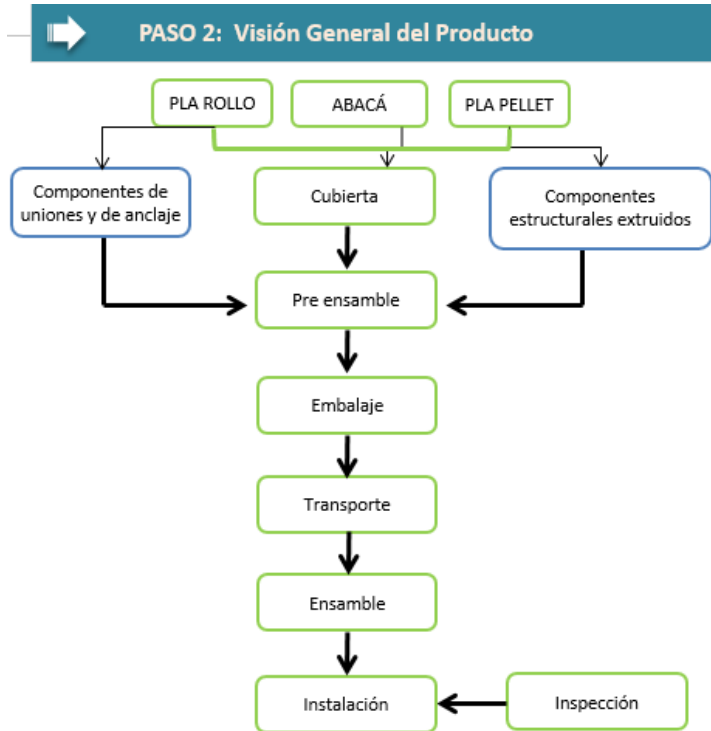 PASO 2: Visión General del Producto
PLA ROLLO
ABACÁ
PLA PELLET
Componentes de
uniones y de anclaje
Cubierta
Componentes
estructurales extruidos
Pre ensamble
Embalaje
Transporte
Ensamble
Instalación
Inspección